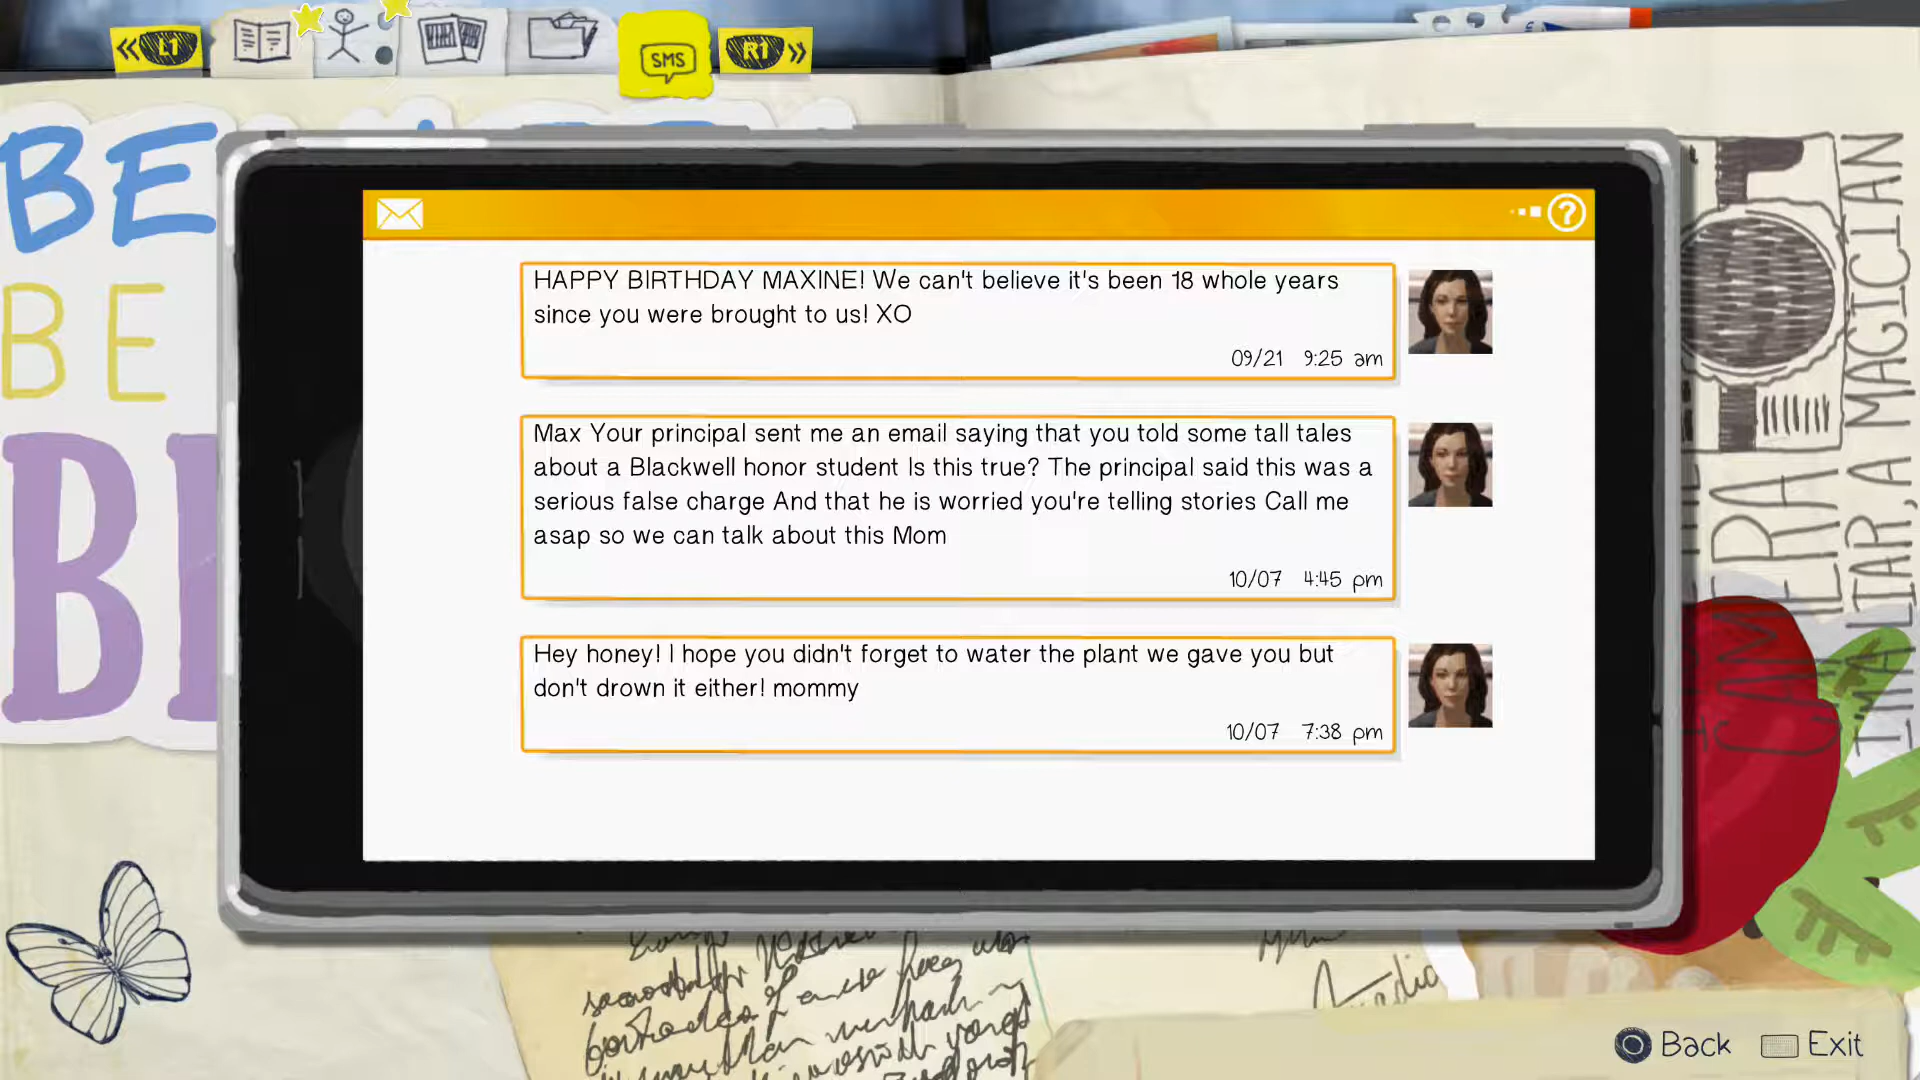 L1
SMS
R1
BE
BE
HAPPY BIRTHDAY MAXINE! We can't believe it's been 18 whole years
since you were brought to us! XO
09/21 9:25 am
Max Your principal sent me an email saying that you told some tall tales
about a Blackwell honor student Is this true? The principal said this was a
serious false charge And that he is worried you're telling stories Call me
asap so we can talk about this Mom
10/07 4:45 pm
Hey honey! I hope you didn't forget to water the plant we gave you but
don't drown it either! mommy
10/07 7:38 pm
I'M A LIAR, A MAGICIAN
Back
Exit